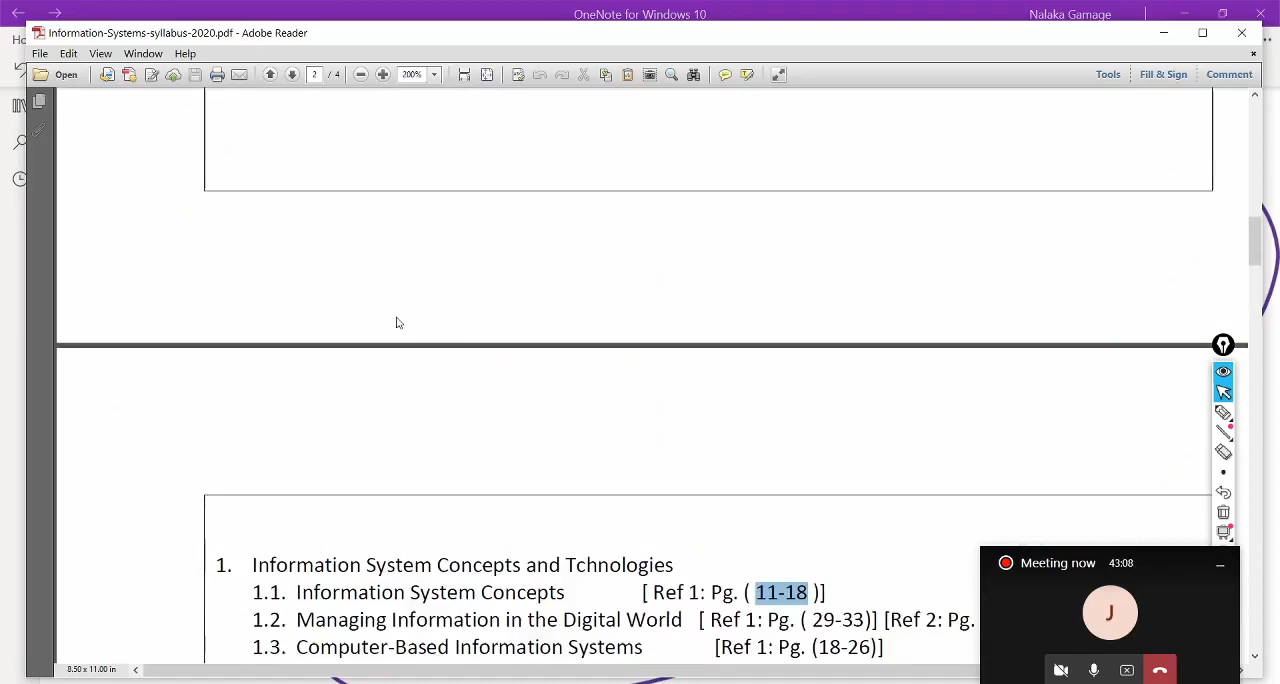 OneNote for Windows 10
Nalaka Gamage
Information-Systems-syllabus-2020.pdf - Adobe Reader
File Edit View Window Help
Open
2 / 4
200%
Tools Fill & Sign Comment
1. Information System Concepts and Tchnologies
1.1. Information System Concepts [ Ref 1: Pg. ( 11-18 )]
1.2. Managing Information in the Digital World [ Ref 1: Pg. ( 29-33)] [Ref 2: Pg.
1.3. Computer-Based Information Systems [Ref 1: Pg. (18-26)]
Meeting now 43:08
J
8.50 x 11.00 in